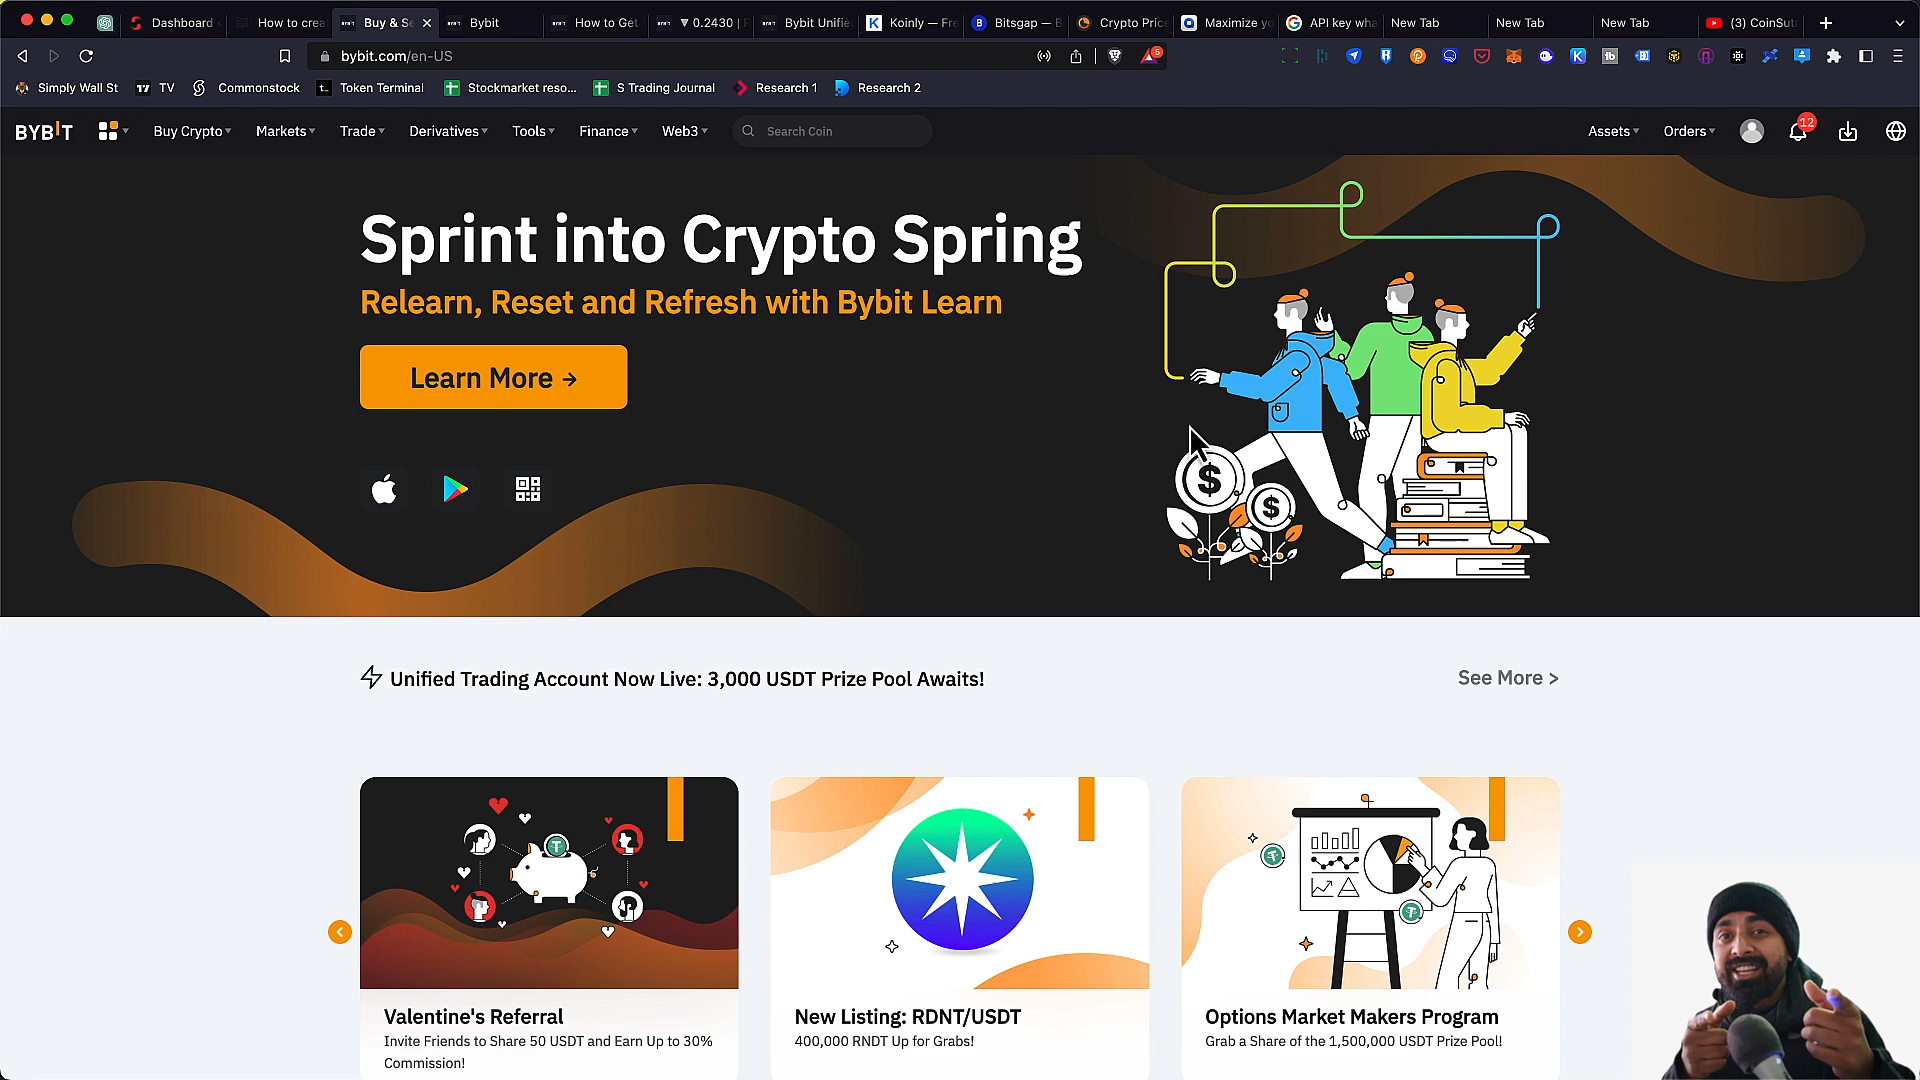 Dashboard
How to crea
Buy & Se
Bybit
How to Get
▼ 0.2430 |
Bybit Unifie
Koinly — Fre
Bitsgap — B
Crypto Price
Maximize yo
API key wha
New Tab
New Tab
New Tab
(3) CoinSut
bybit.com/en-US
6
Simply Wall St
TV
Commonstock
Token Terminal
Stockmarket reso...
S Trading Journal
Research 1
Research 2
BYBIT
Buy Crypto
Markets
Trade
Derivatives
Tools
Finance
Web3
Search Coin
Assets
Orders
12
Sprint into Crypto Spring
Relearn, Reset and Refresh with Bybit Learn
Learn More →
$
$
Unified Trading Account Now Live: 3,000 USDT Prize Pool Awaits!
See More >
Valentine's Referral
Invite Friends to Share 50 USDT and Earn Up to 30%
Commission!
New Listing: RDNT/USDT
400,000 RNDT Up for Grabs!
Options Market Makers Program
Grab a Share of the 1,500,000 USDT Prize Pool!